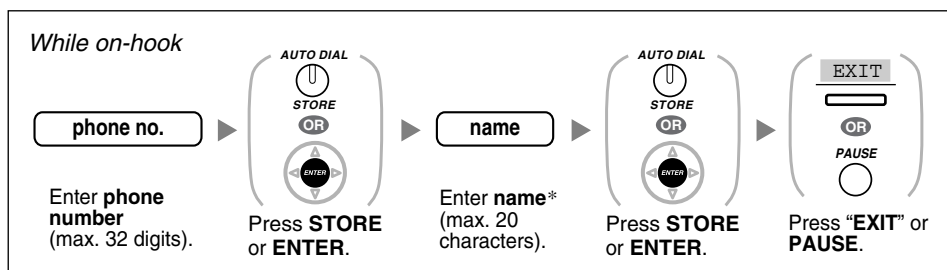 While on-hook
AUTO DIAL
AUTO DIAL
EXIT
phone no.
STORE
OR
ENTER
name
STORE
OR
ENTER
OR
PAUSE
Enter phone
number
(max. 32 digits).
Press STORE
or ENTER.
Enter name*
(max. 20
characters).
Press STORE
or ENTER.
Press “EXIT” or
PAUSE.